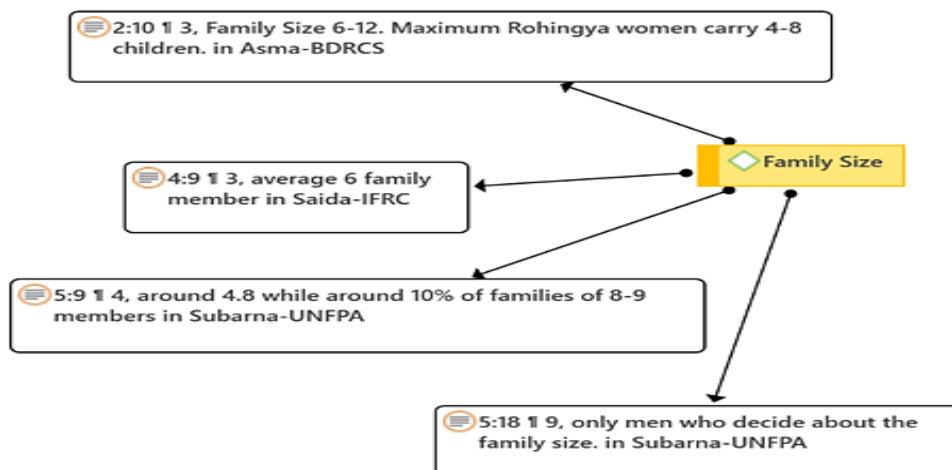 2:10 ¶ 3, Family Size 6-12. Maximum Rohingya women carry 4-8
children. in Asma-BDRCS
Family Size
4:9 ¶ 3, average 6 family
member in Saida-IFRC
5:9 ¶ 4, around 4.8 while around 10% of families of 8-9
members in Subarna-UNFPA
5:18 ¶ 9, only men who decide about the
family size. in Subarna-UNFPA